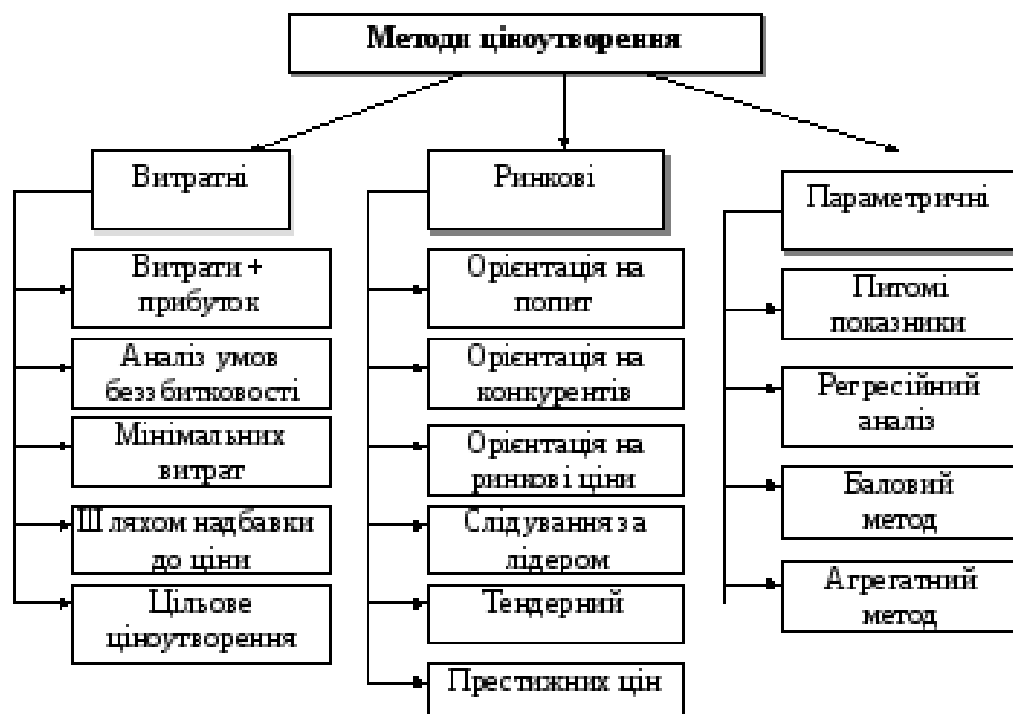 Методи ціноутворення
Витратні
Витрати +
прибуток
Аналіз умов
беззбитковості
Мінімальних
витрат
Шляхом надбавки
до ціни
Цільове
ціноутворення
Ринкові
Орієнтація на
попит
Орієнтація на
конкурентів
Орієнтація на
ринкові ціни
Слідування за
лідером
Тендерний
Престижних цін
Параметричні
Питомі
показники
Регресійний
аналіз
Баловий
метод
Агрегатний
метод